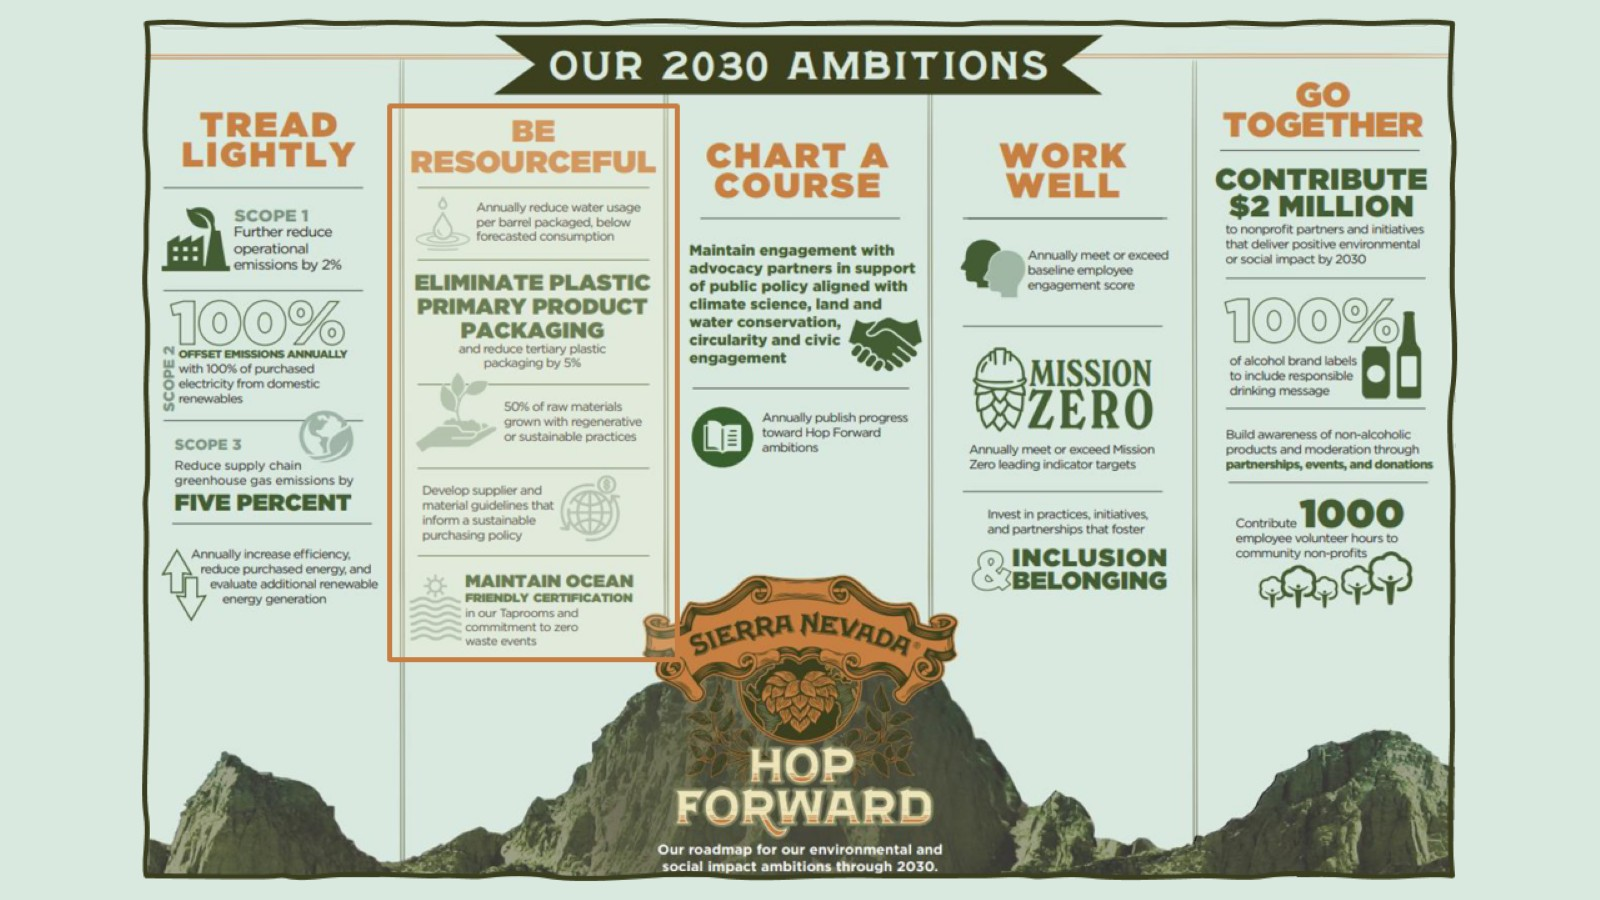 OUR 2030 AMBITIONS
TREAD
LIGHTLY
SCOPE 1
Further reduce
operational
emissions by 2%
100%
SCOPE 2
OFFSET EMISSIONS ANNUALLY
with 100% of purchased
electricity from domestic
renewables
SCOPE 3
Reduce supply chain
greenhouse gas emissions by
FIVE PERCENT
Annually increase efficiency,
reduce purchased energy, and
evaluate additional renewable
energy generation
BE
RESOURCEFUL
Annually reduce water usage
per barrel packaged, below
forecasted consumption
ELIMINATE PLASTIC
PRIMARY PRODUCT
PACKAGING
and reduce tertiary plastic
packaging by 5%
50% of raw materials
grown with regenerative
or sustainable practices
Develop supplier and
material guidelines that
inform a sustainable
purchasing policy
$
MAINTAIN OCEAN
FRIENDLY CERTIFICATION
in our Taprooms and
commitment to zero
waste events
CHART A
COURSE
Maintain engagement with
advocacy partners in support
of public policy aligned with
climate science, land and
water conservation,
circularity and civic
engagement
Annually publish progress
toward Hop Forward
ambitions
WORK
WELL
Annually meet or exceed
baseline employee
engagement score
MISSION
ZERO
Annually meet or exceed Mission
Zero leading indicator targets
Invest in practices, initiatives,
and partnerships that foster
INCLUSION
& BELONGING
GO
TOGETHER
CONTRIBUTE
$2 MILLION
to nonprofit partners and initiatives
that deliver positive environmental
or social impact by 2030
100%
of alcohol brand labels
to include responsible
drinking message
Build awareness of non-alcoholic
products and moderation through
partnerships, events, and donations
Contribute 1000
employee volunteer hours to
community non-profits
SIERRA NEVADA®
HOP
FORWARD
Our roadmap for our environmental and
social impact ambitions through 2030.